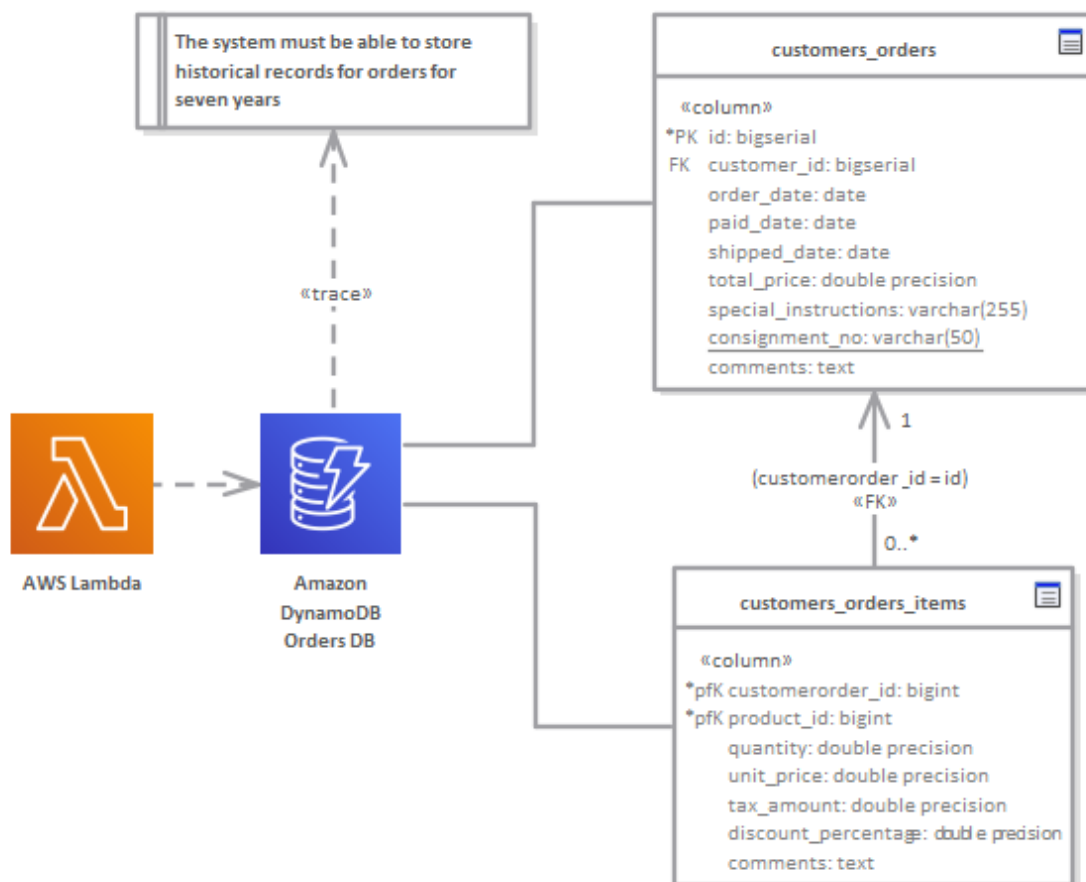 The system must be able to store
historical records for orders for
seven years
customers_orders
«column»
*PK id: bigserial
FK customer_id: bigserial
order_date: date
paid_date: date
shipped_date: date
total_price: double precision
special_instructions: varchar(255)
consignment_no: varchar(50)
comments: text
«trace»
1
(customerorder_id = id)
«FK»
0..*
AWS Lambda
Amazon
DynamoDB
Orders DB
customers_orders_items
«column»
*pfK customerorder_id: bigint
*pfK product_id: bigint
quantity: double precision
unit_price: double precision
tax_amount: double precision
discount_percentage: double precision
comments: text